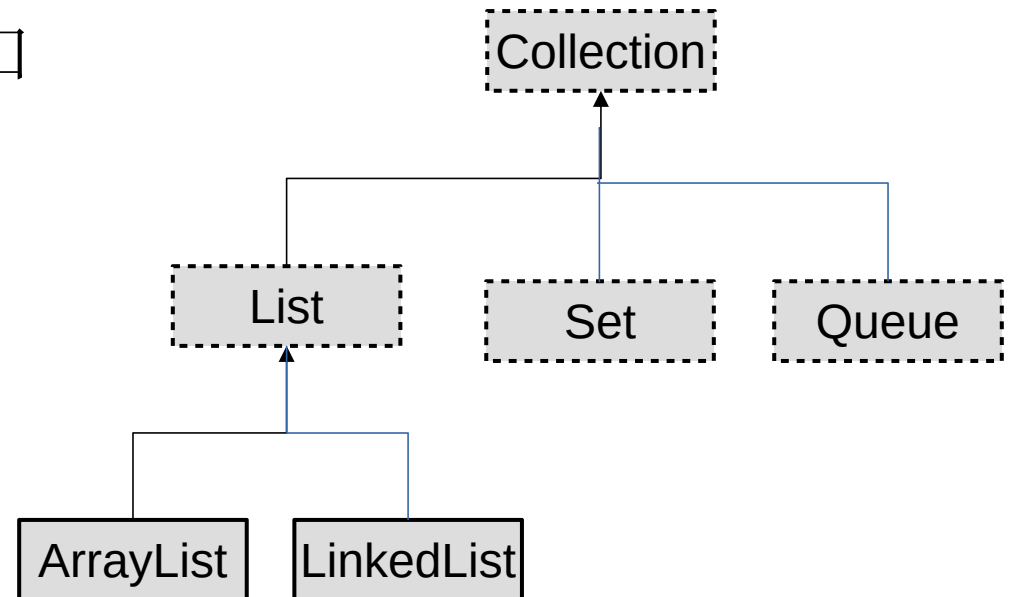 Collection
List
Set
Queue
ArrayList
LinkedList